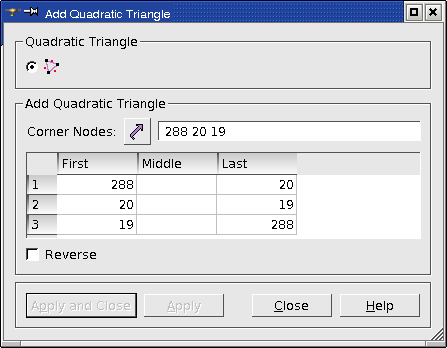 Add Quadratic Triangle
Quadratic Triangle
Add Quadratic Triangle
Corner Nodes: 288 20 19
First Middle Last
1 288 20
2 20 19
3 19 288
Reverse
Apply and Close Apply Close Help